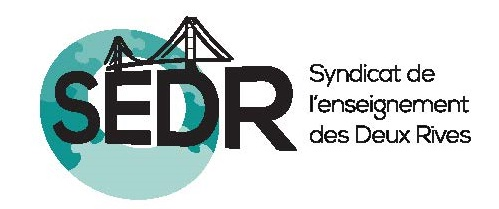 SEDR
Syndicat de
l'enseignement
des Deux Rives